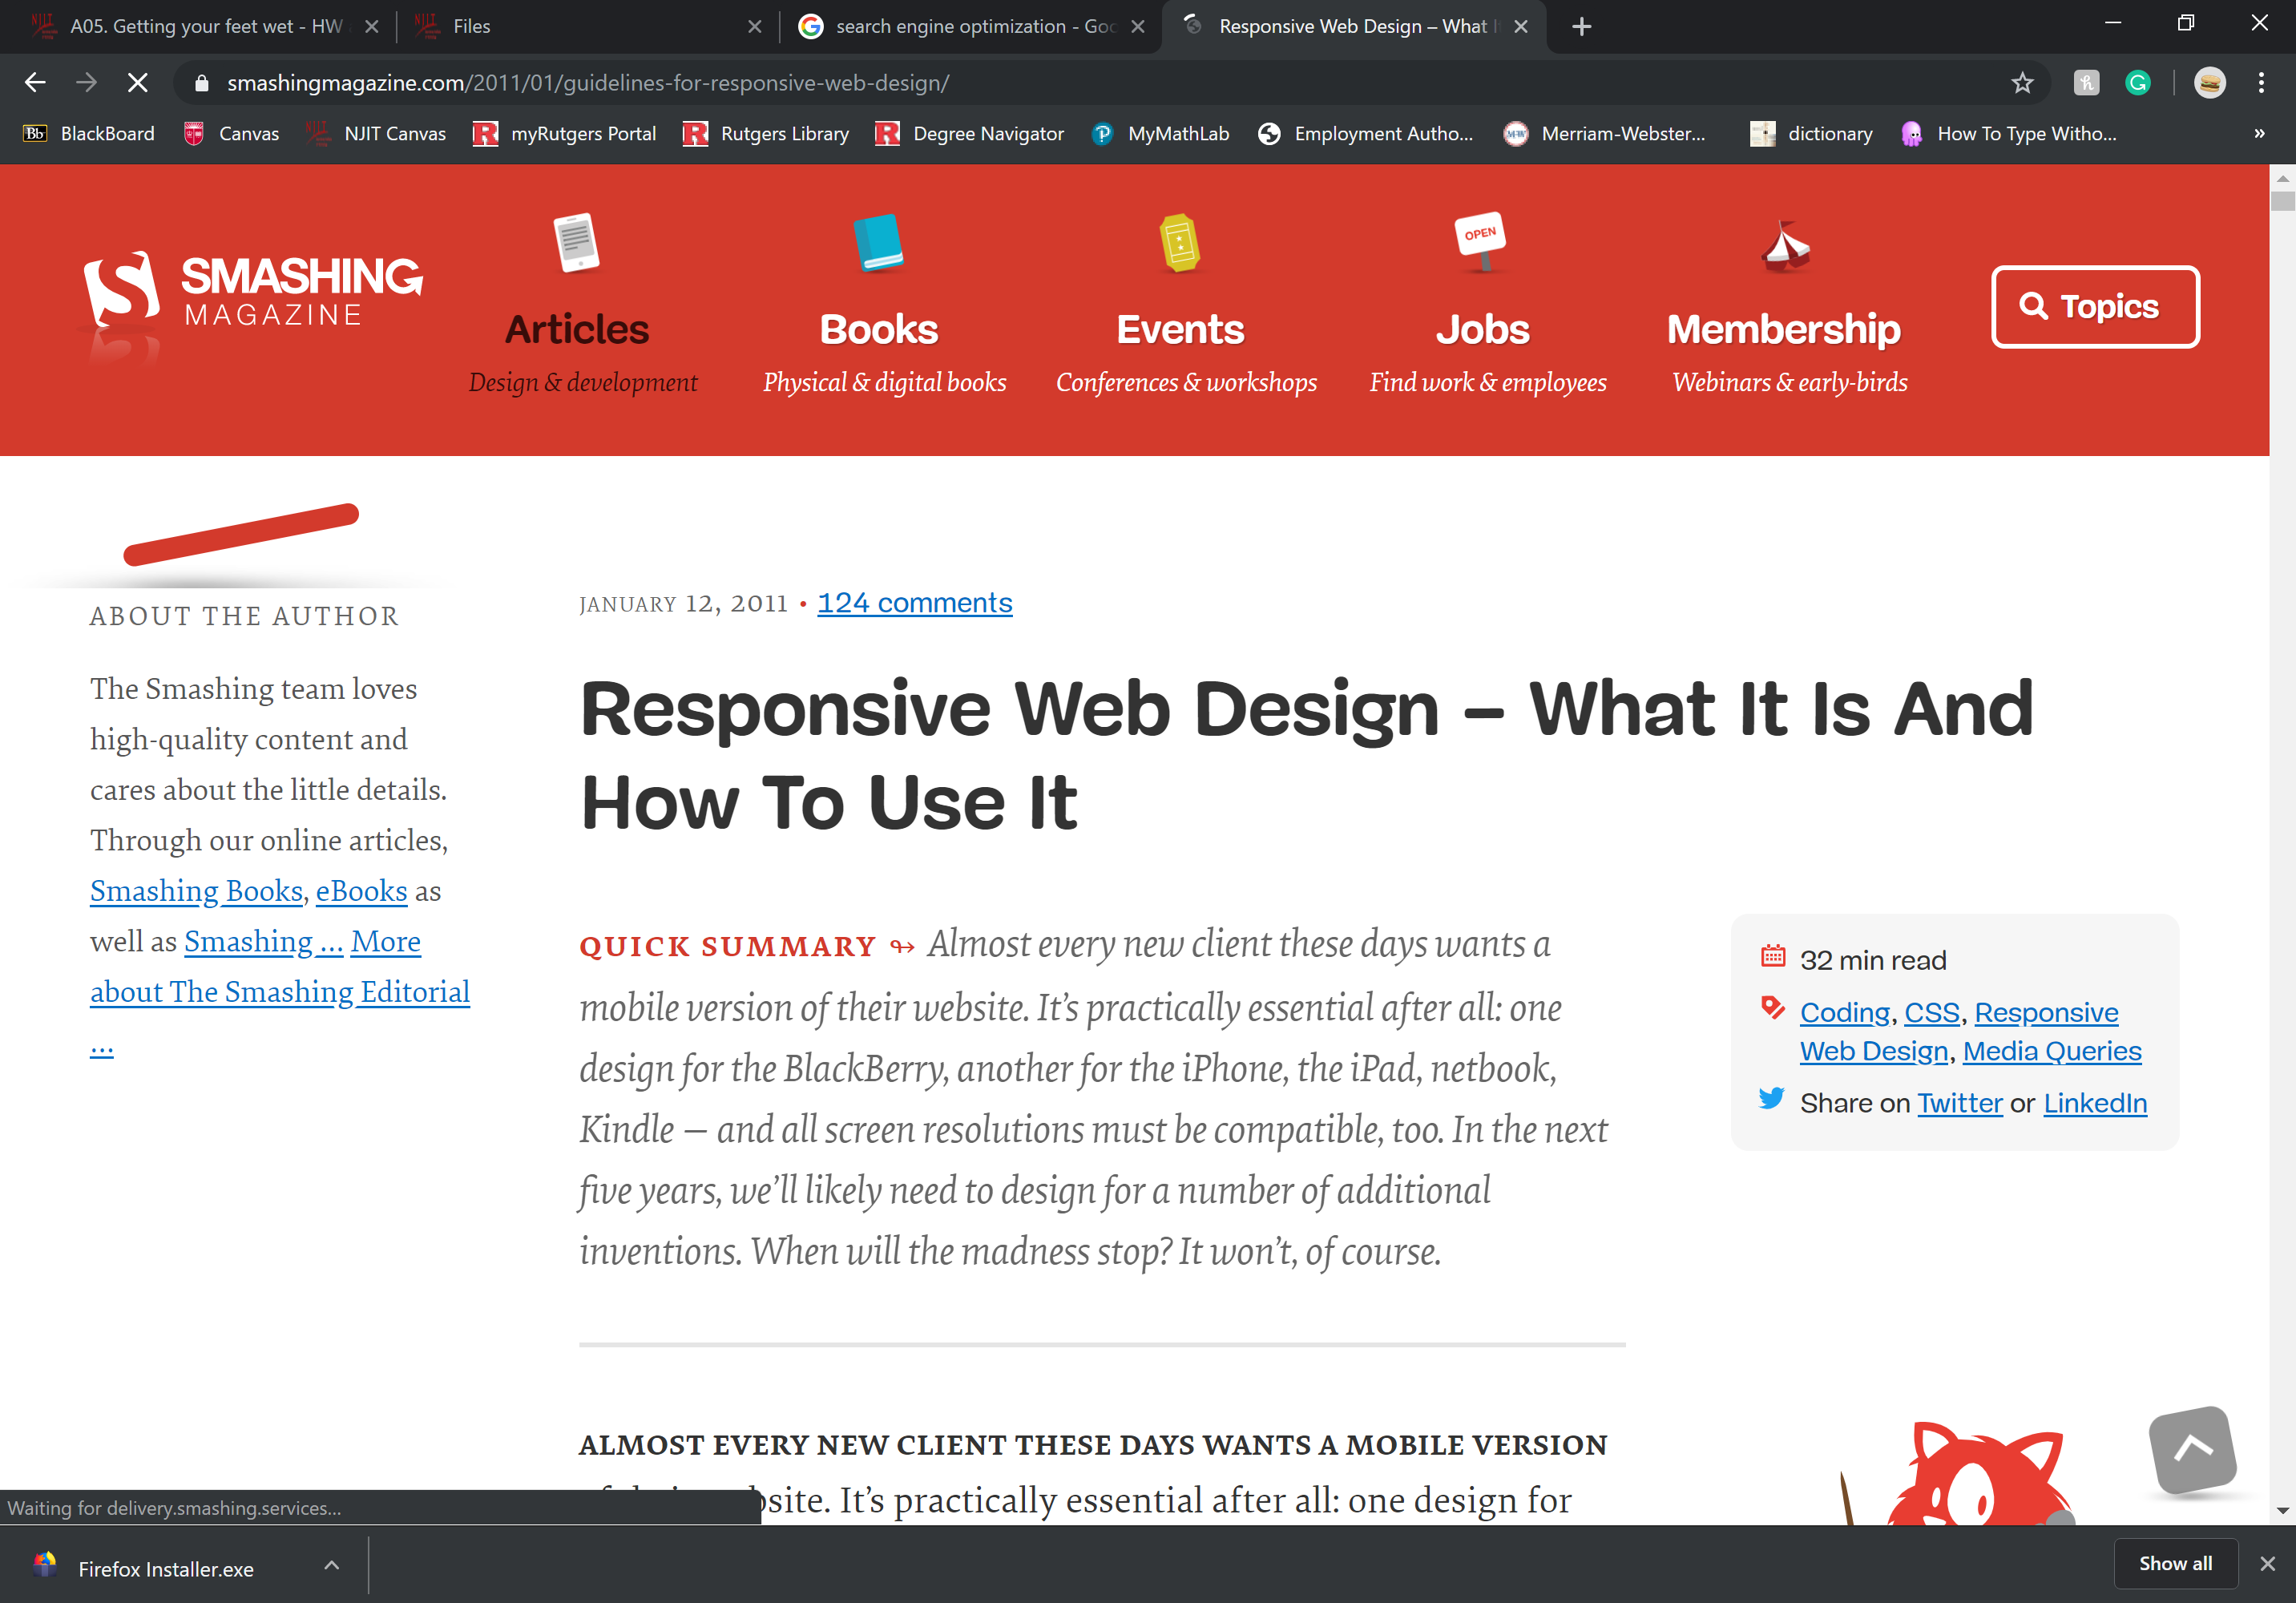 A05. Getting your feet wet - HW
Files
search engine optimization - Goo
Responsive Web Design – What I
smashingmagazine.com/2011/01/guidelines-for-responsive-web-design/
Bb BlackBoard
Canvas
NJIT Canvas
R myRutgers Portal
R Rutgers Library
R Degree Navigator
MyMathLab
Employment Autho...
Merriam-Webster...
dictionary
How To Type Witho...
»
SMASHING
MAGAZINE
Articles
Design & development
Books
Physical & digital books
Events
Conferences & workshops
OPEN
Jobs
Find work & employees
Membership
Webinars & early-birds
Topics
ABOUT THE AUTHOR
The Smashing team loves
high-quality content and
cares about the little details.
Through our online articles,
Smashing Books, eBooks as
well as Smashing … More
about The Smashing Editorial
…
JANUARY 12, 2011 • 124 comments
Responsive Web Design – What It Is And
How To Use It
QUICK SUMMARY ↬ Almost every new client these days wants a
mobile version of their website. It’s practically essential after all: one
design for the BlackBerry, another for the iPhone, the iPad, netbook,
Kindle — and all screen resolutions must be compatible, too. In the next
five years, we’ll likely need to design for a number of additional
inventions. When will the madness stop? It won’t, of course.
32 min read
Coding, CSS, Responsive
Web Design, Media Queries
Share on Twitter or LinkedIn
ALMOST EVERY NEW CLIENT THESE DAYS WANTS A MOBILE VERSION
bsite. It’s practically essential after all: one design for
Waiting for delivery.smashing.services...
Firefox Installer.exe
Show all